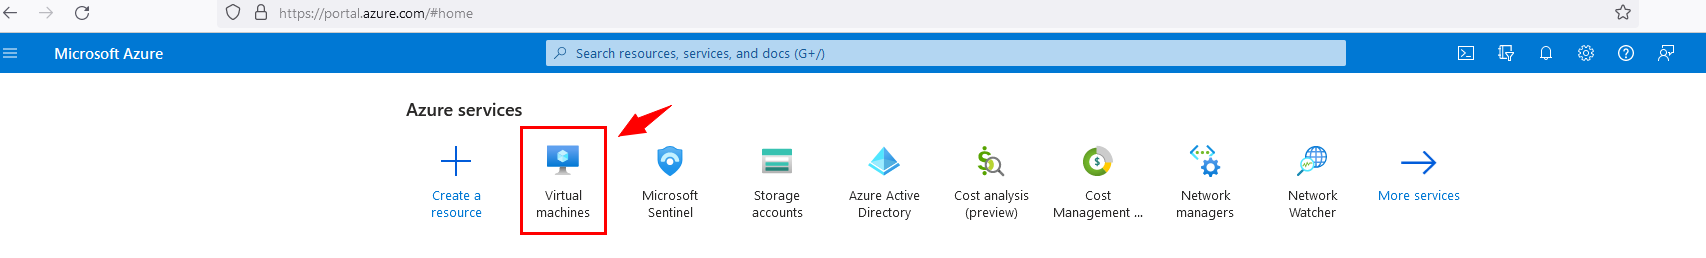 https://portal.azure.com/#home
Microsoft Azure
Search resources, services, and docs (G+/)
Azure services
Create a
resource
Virtual
machines
Microsoft
Sentinel
Storage
accounts
Azure Active
Directory
Cost analysis
(preview)
Cost
Management ...
Network
managers
Network
Watcher
More services